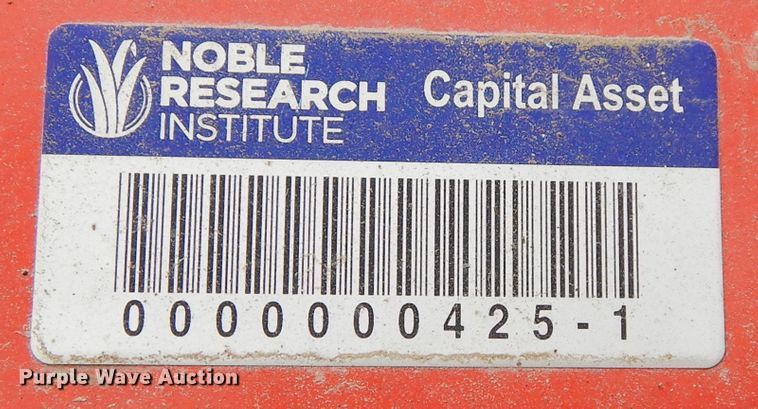 NOBLE
RESEARCH
INSTITUTE
Capital Asset
0000000425-1
Purple Wave Auction